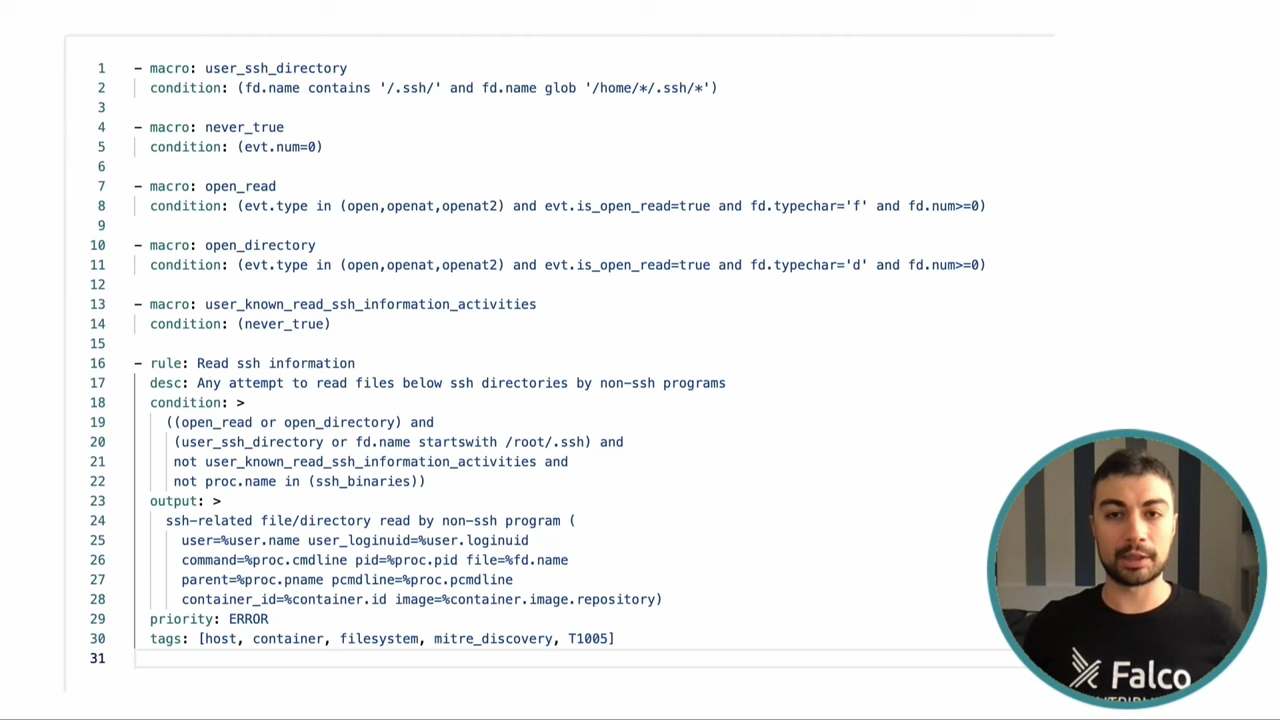 1 - macro: user_ssh_directory
2 condition: (fd.name contains '/.ssh/' and fd.name glob '/home/*/.ssh/*')
3
4 - macro: never_true
5 condition: (evt.num=0)
6
7 - macro: open_read
8 condition: (evt.type in (open,openat,openat2) and evt.is_open_read=true and fd.typechar='f' and fd.num>=0)
9
10 - macro: open_directory
11 condition: (evt.type in (open,openat,openat2) and evt.is_open_read=true and fd.typechar='d' and fd.num>=0)
12
13 - macro: user_known_read_ssh_information_activities
14 condition: (never_true)
15
16 - rule: Read ssh information
17 desc: Any attempt to read files below ssh directories by non-ssh programs
18 condition: >
19 ((open_read or open_directory) and
20 (user_ssh_directory or fd.name startswith /root/.ssh) and
21 not user_known_read_ssh_information_activities and
22 not proc.name in (ssh_binaries))
23 output: >
24 ssh-related file/directory read by non-ssh program (
25 user=%user.name user_loginuid=%user.loginuid
26 command=%proc.cmdline pid=%proc.pid file=%fd.name
27 parent=%proc.pname pcmdline=%proc.pcmdline
28 container_id=%container.id image=%container.image.repository)
29 priority: ERROR
30 tags: [host, container, filesystem, mitre_discovery, T1005]
31
Falco